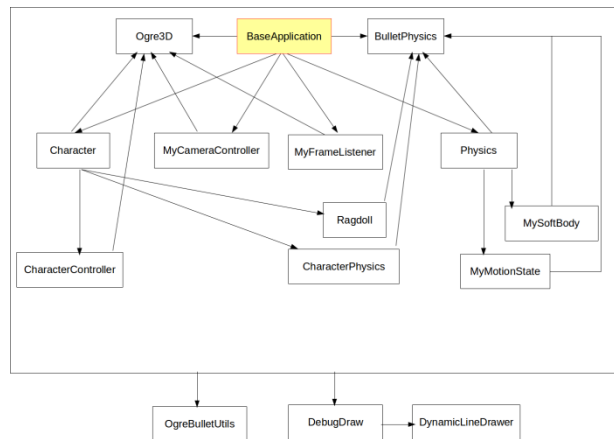 Ogre3D
BaseApplication
BulletPhysics
Character
MyCameraController
MyFrameListener
Physics
Ragdoll
MySoftBody
CharacterController
CharacterPhysics
MyMotionState
OgreBulletUtils
DebugDraw
DynamicLineDrawer